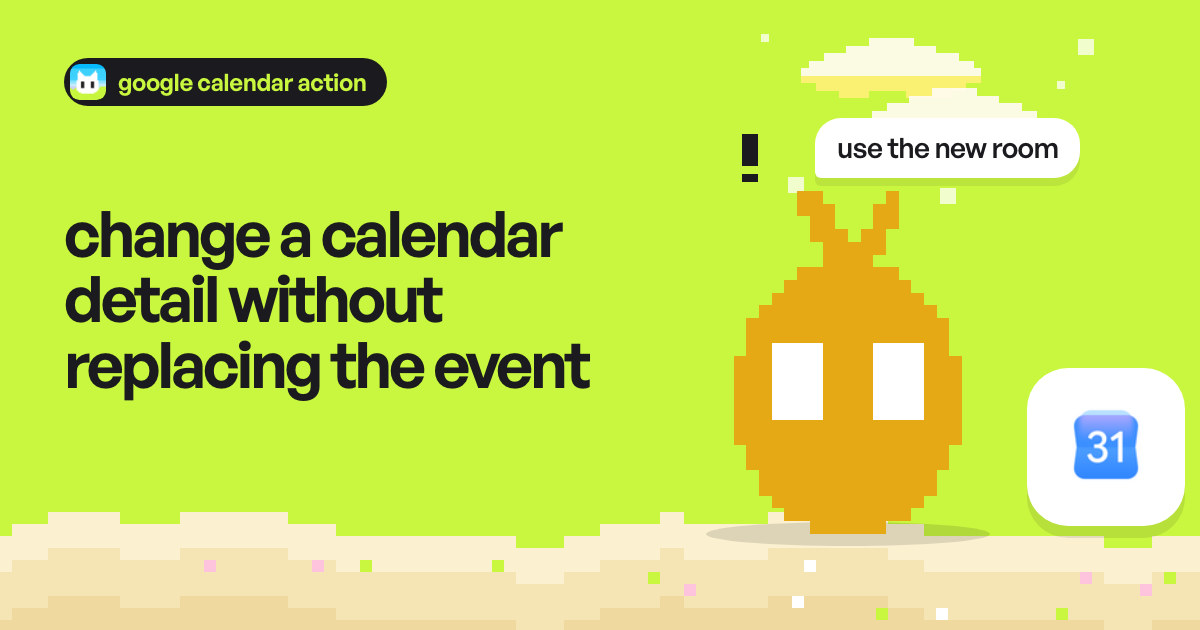 google calendar action
use the new room
!
change a calendar
detail without
replacing the event
31